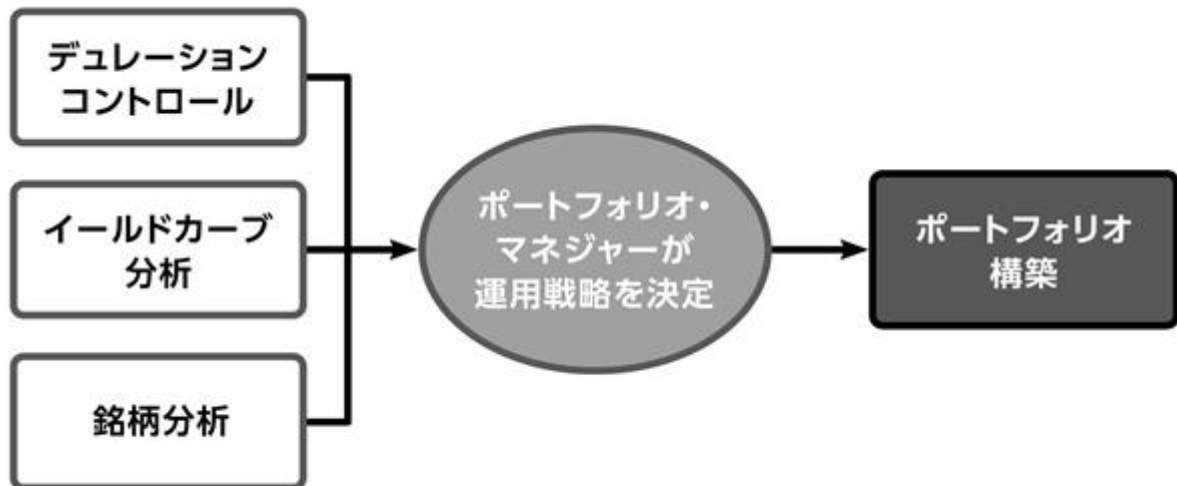 デュレーション
コントロール
イールドカーブ
分析
銘柄分析
ポートフォリオ・
マネジャーが
運用戦略を決定
ポートフォリオ
構築